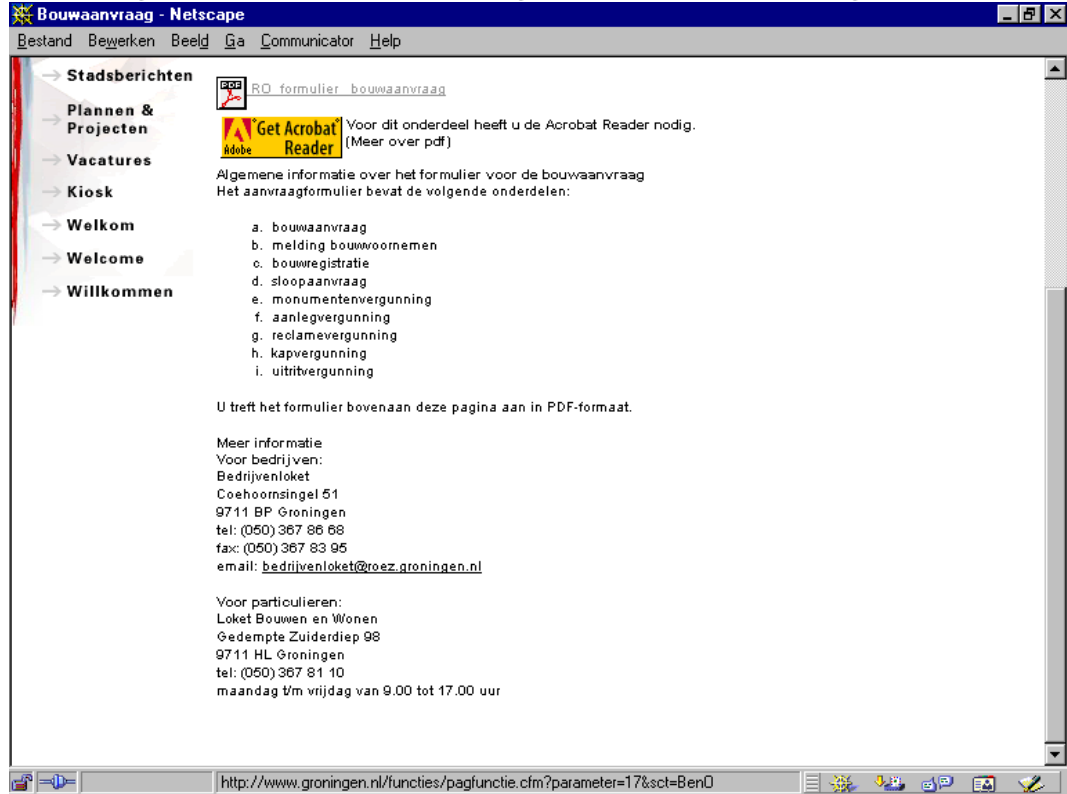 Bouwaanvraag - Netscape
Bestand Bewerken Beeld Ga Communicator Help
Stadsberichten
Plannen &
Projecten
Vacatures
Kiosk
Welkom
Welcome
Willkommen
PDF
RO formulier bouwaanvraag
Adobe
Get Acrobat
Reader
Voor dit onderdeel heeft u de Acrobat Reader nodig.
(Meer over pdf)
Algemene informatie over het formulier voor de bouwaanvraag
Het aanvraagformulier bevat de volgende onderdelen:
a. bouwaanvraag
b. melding bouwvoornemen
c. bouwregistratie
d. sloopaanvraag
e. monumentenvergunning
f. aanlegvergunning
g. reclamevergunning
h. kapvergunning
i. uitritvergunning
U treft het formulier bovenaan deze pagina aan in PDF-formaat.
Meer informatie
Voor bedrijven:
Bedrijvenloket
Coehoornsingel 51
9711 BP Groningen
tel: (050) 367 86 68
fax: (050) 367 83 95
email: bedrijvenloket@roez.groningen.nl
Voor particulieren:
Loket Bouwen en Wonen
Gedempte Zuiderdiep 98
9711 HL Groningen
tel: (050) 367 81 10
maandag t/m vrijdag van 9.00 tot 17.00 uur
http://www.groningen.nl/functies/pagfunctie.cfm?parameter=17&sct=BenO